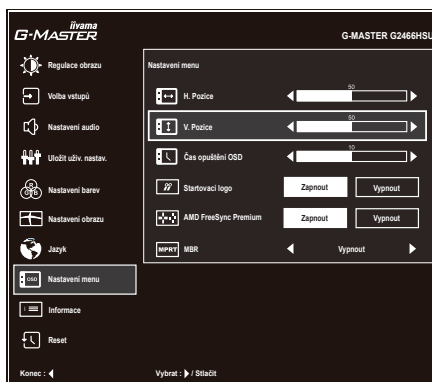 iiyama
G-MASTER
G-MASTER G2466HSU
Regulace obrazu
Volba vstupů
Nastavení audio
Uložit uživ. nastav.
R
G B
Nastavení barev
Nastavení obrazu
Jazyk
OSD
Nastavení menu
i
Informace
Reset
Nastavení menu
H. Pozice
50
V. Pozice
50
Čas opuštění OSD
10
Startovací logo
Zapnout
Vypnout
AMD FreeSync Premium
Zapnout
Vypnout
MPRT
MBR
Vypnout
Konec :
Vybrat : / Stlačit